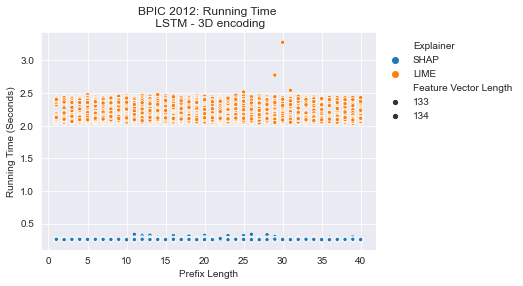 BPIC 2012: Running Time
LSTM - 3D encoding
Running Time (Seconds)
3.0
2.5
2.0
1.5
1.0
0.5
0 5 10 15 20 25 30 35 40
Prefix Length
Explainer
SHAP
LIME
Feature Vector Length
133
134